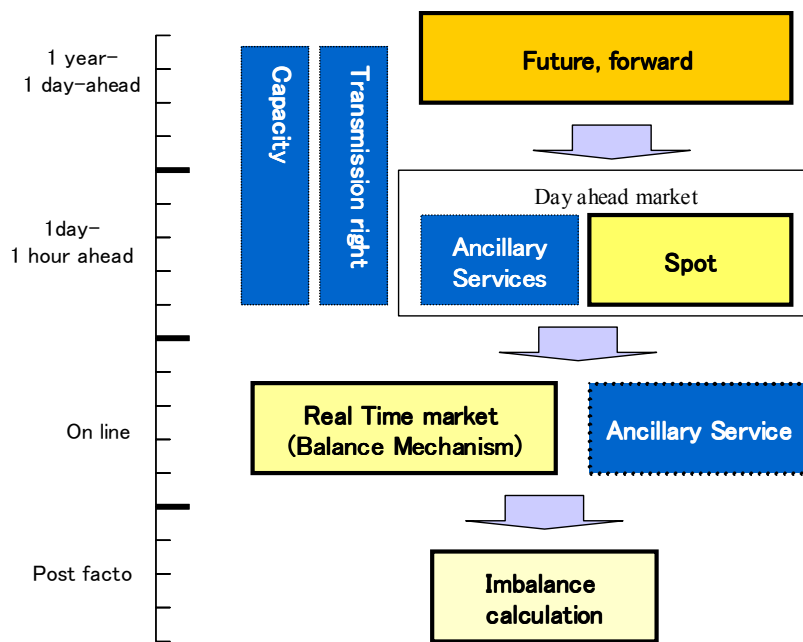 1 year-
1 day-ahead
Capacity
Transmission right
Future, forward
1day-
1 hour ahead
Day ahead market
Ancillary
Services
Spot
On line
Real Time market
(Balance Mechanism)
Ancillary Service
Post facto
Imbalance
calculation